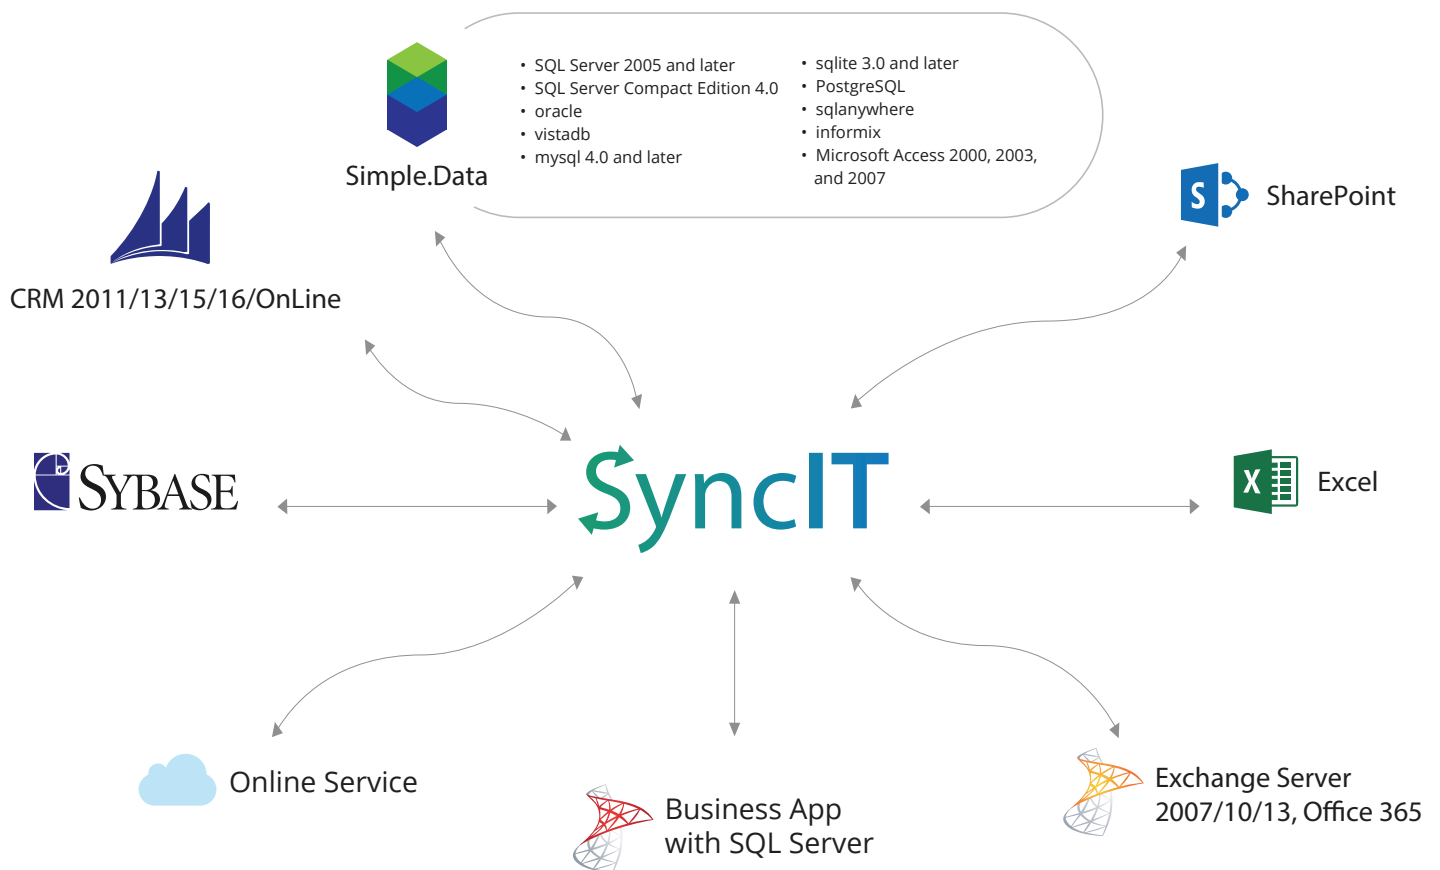 • SQL Server 2005 and later
• SQL Server Compact Edition 4.0
• oracle
• vistadb
• mysql 4.0 and later
• sqlite 3.0 and later
• PostgreSQL
• sqlanywhere
• informix
• Microsoft Access 2000, 2003,
and 2007
Simple.Data
S
SharePoint
CRM 2011/13/15/16/OnLine
SYBASE
SyncIT
X
Excel
Online Service
Business App
with SQL Server
Exchange Server
2007/10/13, Office 365